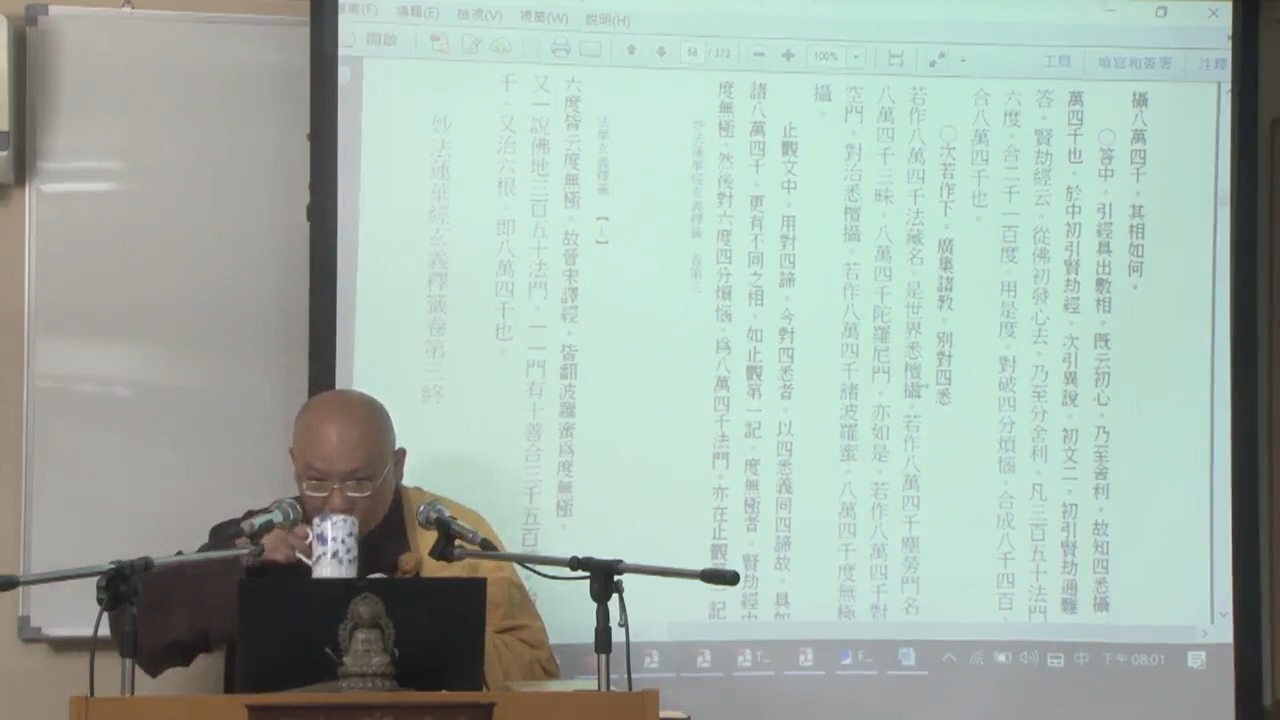 檔案(F) 編輯(E) 檢視(V) 視窗(W) 說明(H)
開啟 68 / 373 100% 工具 填寫和簽署 注釋
攝八萬四千。其相如何。
○答中。引經具出數相。既云初心。乃至舍利。故知四悉攝
萬四千也。於中初引賢劫經。次引異說。初文二。初引賢劫通難
答。賢劫經云。從佛初發心去。乃至分舍利。凡三百五十法門
六度。合二千一百度。用是度。對破四分煩惱。合成八千四百。
合八萬四千也。
○次若作下。廣集諸教。別對四悉
若作八萬四千法藏名。是世界悉檀攝。若作八萬四千塵勞門名
八萬四千三昧。八萬四千陀羅尼門。亦如是。若作八萬四千對
空門。對治悉檀攝。若作八萬四千諸波羅蜜。八萬四千度無極
攝。
止觀文中。用對四諦。今對四悉者。以四悉義同四諦故。具如
諸八萬四千。更有不同之相。如止觀第一記。度無極者。賢劫經中
度無極。然後對六度四分煩惱。為八萬四千法門。亦在止觀第一記
妙法蓮華經玄義釋籤 卷第三
法華玄義釋籤 【上】
六度皆云度無極。故晉宋譯經。皆翻波羅蜜為度無極。
又一說佛地三百五十法門。一一門有十善合三千五百
千。又治六根。即八萬四千也。
妙法蓮華經玄義釋籤卷第三終
T... F... 中 下午 08:01